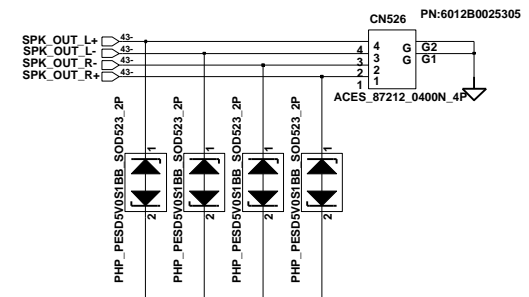 CN526
PN:6012B0025305
SPK_OUT_L+ 43-
SPK_OUT_L- 43-
SPK_OUT_R- 43-
SPK_OUT_R+ 43-
4 4 G G2
3 3 G G1
2 2
1 1
ACES_87212_0400N_4P
PHP_PESD5V0S1BB_SOD523_2P
1
2
PHP_PESD5V0S1BB_SOD523_2P
1
2
PHP_PESD5V0S1BB_SOD523_2P
1
2
PHP_PESD5V0S1BB_SOD523_2P
1
2